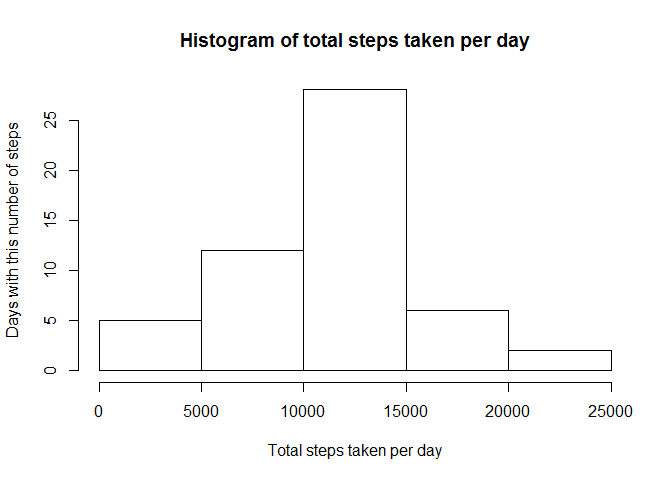 Histogram of total steps taken per day
Days with this number of steps
25
20
15
10
5
0
0 5000 10000 15000 20000 25000
Total steps taken per day